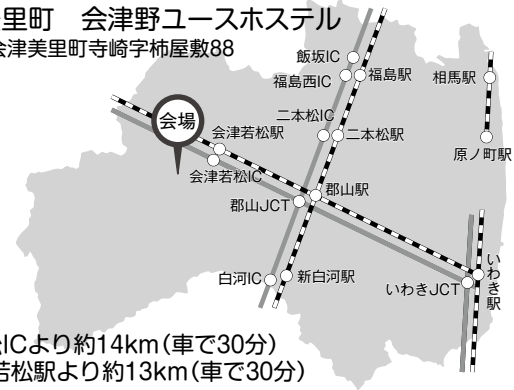 里町　会津野ユースホステル
会津美里町寺崎字柿屋敷88
飯坂IC
福島西IC
福島駅
相馬駅
二本松IC
二本松駅
原ノ町駅
会場
会津若松駅
会津若松IC
郡山駅
郡山JCT
白河IC
新白河駅
いわきJCT
いわき駅
ICより約14km（車で30分）
若松駅より約13km（車で30分）